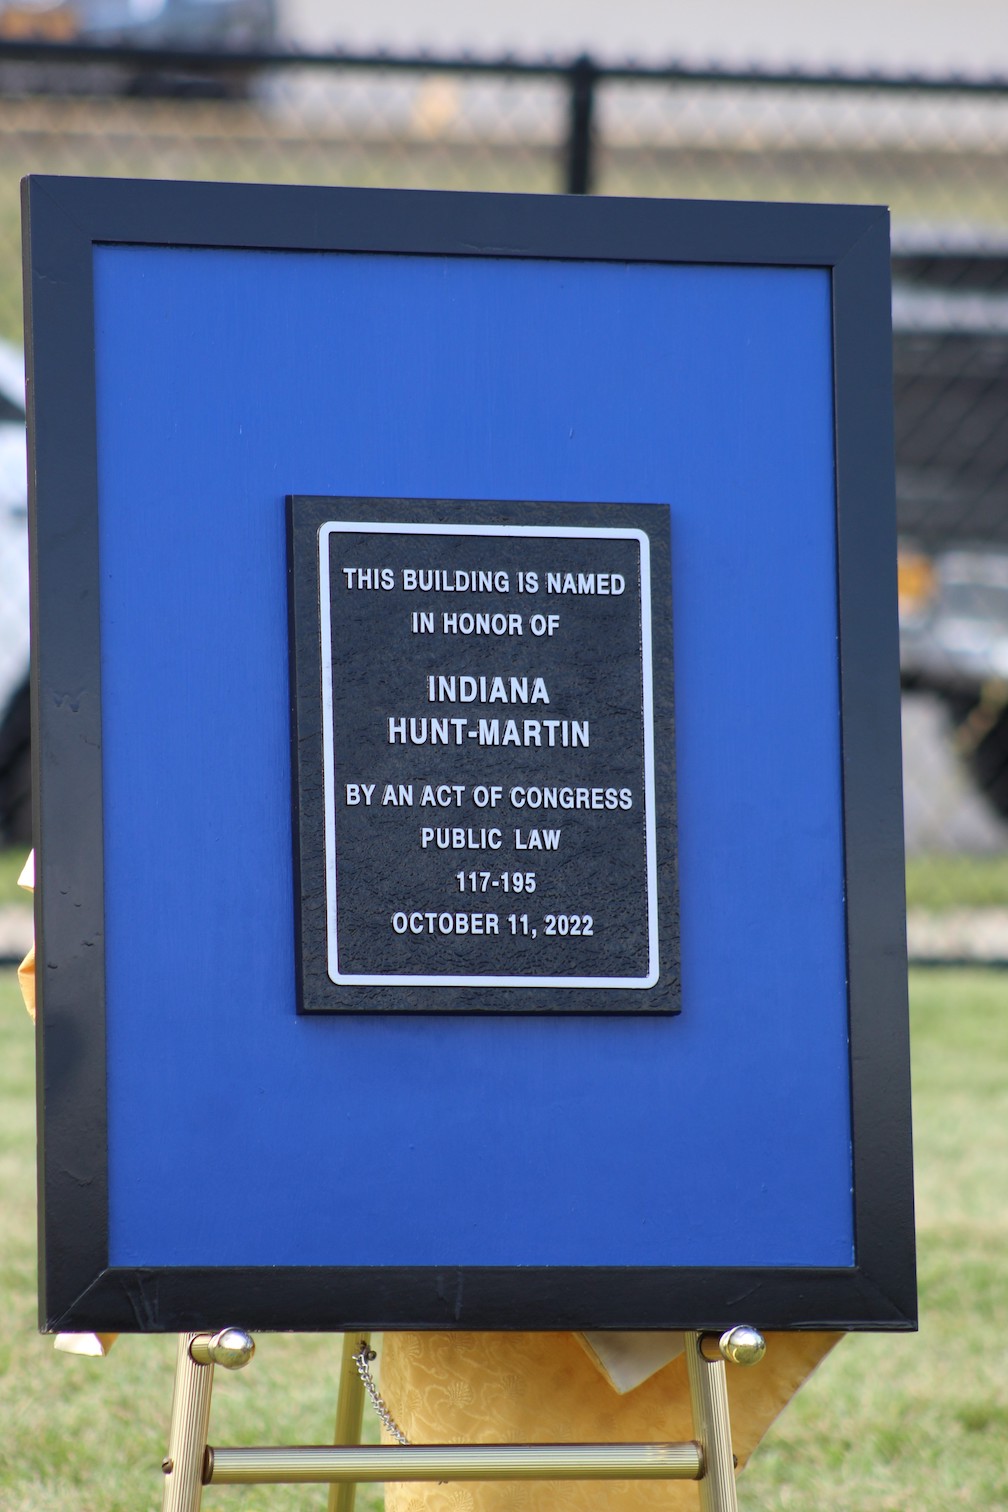 THIS BUILDING IS NAMED
IN HONOR OF
INDIANA
HUNT-MARTIN
BY AN ACT OF CONGRESS
PUBLIC LAW
117-195
OCTOBER 11, 2022